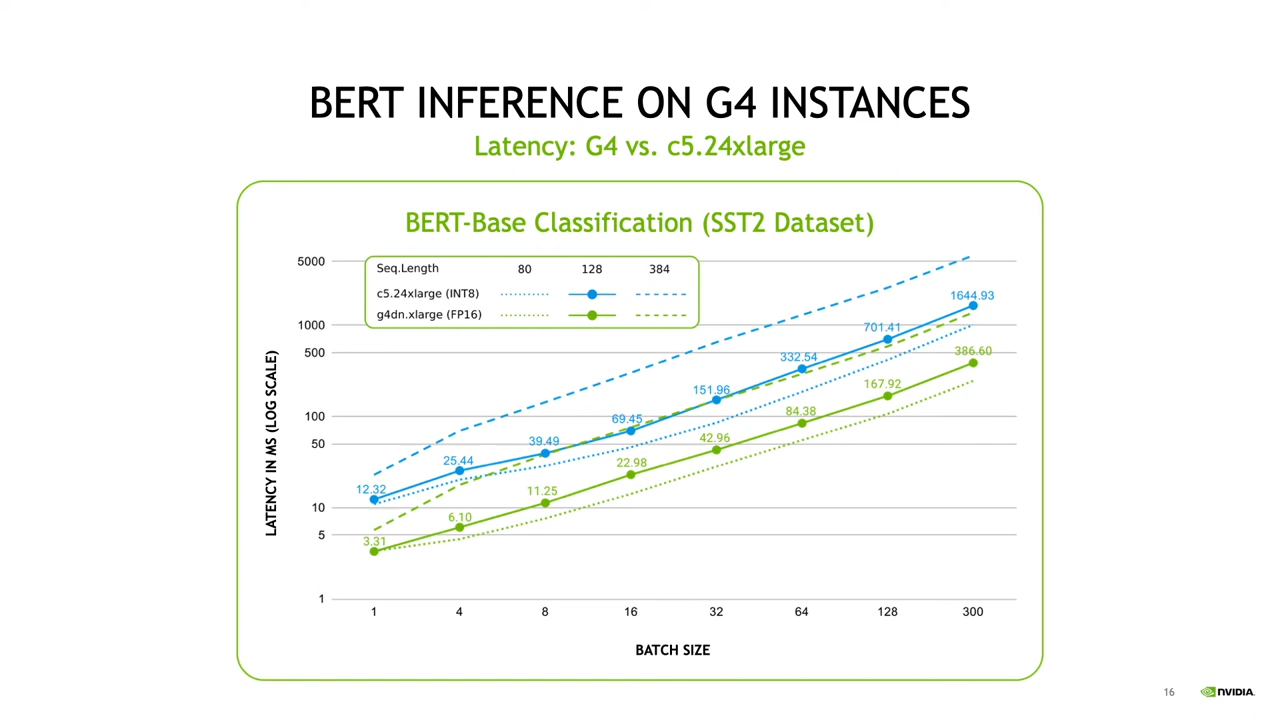 BERT INFERENCE ON G4 INSTANCES
Latency: G4 vs. c5.24xlarge
BERT-Base Classification (SST2 Dataset)
Seq.Length 80 128 384
c5.24xlarge (INT8)
g4dn.xlarge (FP16)
LATENCY IN MS (LOG SCALE)
5000
1000
500
100
50
10
5
1
12.32
25.44
39.49
69.45
151.96
332.54
701.41
1644.93
3.31
6.10
11.25
22.98
42.96
84.38
167.92
386.60
1 4 8 16 32 64 128 300
BATCH SIZE
16 NVIDIA.